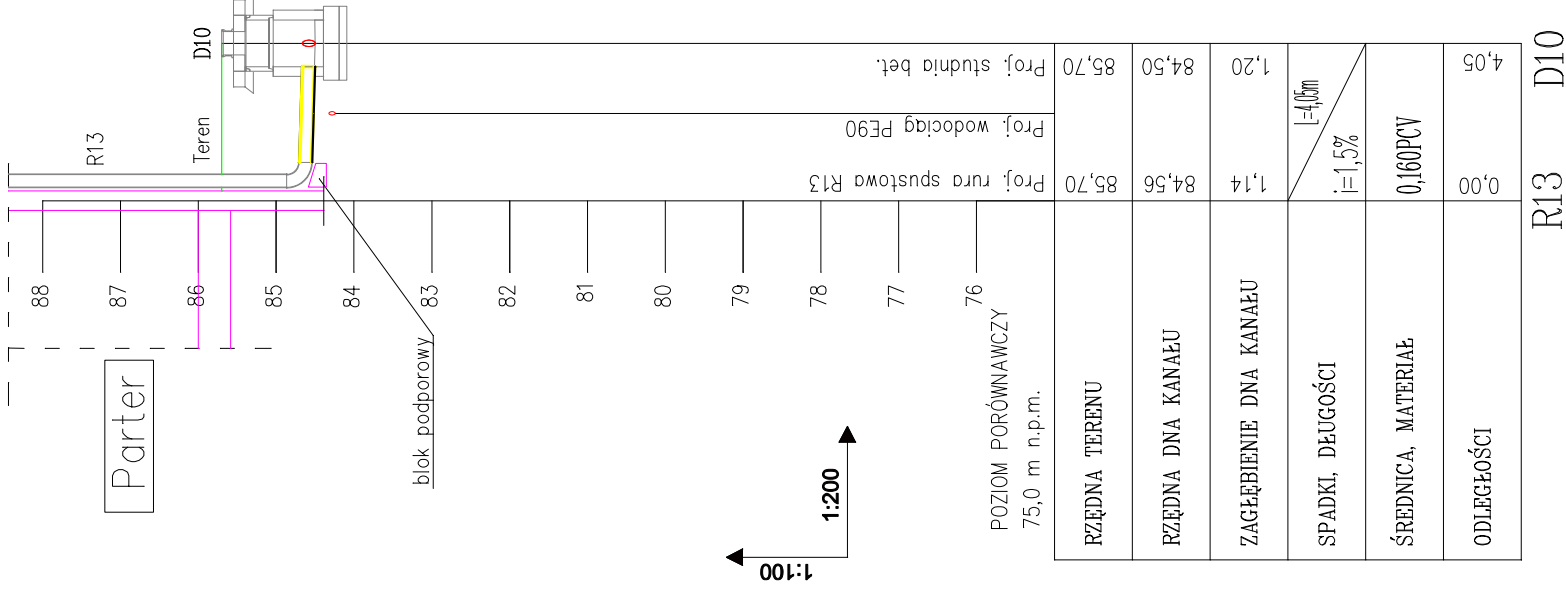 D10
R13
Teren
88
87
86
85
84
83
82
81
80
79
78
77
76
Parter
blok podporowy
1:100
1:200
POZIOM PORÓWNAWCZY
75,0 m n.p.m.
Proj. rura spustowa R13
Proj. wodociąg PE90
Proj. studnia bet.
RZĘDNA TERENU
85,70
85,70
RZĘDNA DNA KANAŁU
84,56
84,50
ZAGŁĘBIENIE DNA KANAŁU
1,14
1,20
SPADKI, DŁUGOŚCI
i=1,5%
L=4,05m
ŚREDNICA, MATERIAŁ
0,160PCV
ODLEGŁOŚCI
0,00
4,05
R13
D10